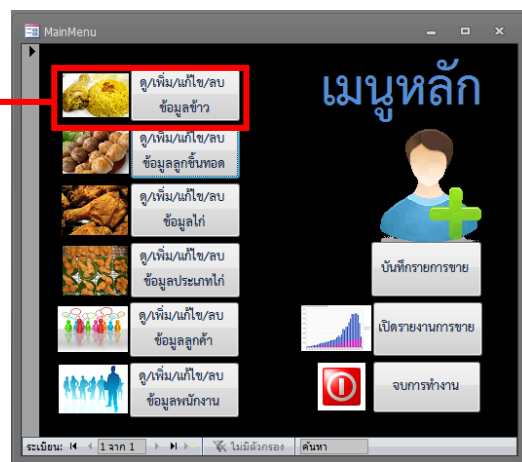 MainMenu
เมนูหลัก
ดู/เพิ่ม/แก้ไข/ลบ
ข้อมูลข้าว
ดู/เพิ่ม/แก้ไข/ลบ
ข้อมูลลูกชิ้นทอด
ดู/เพิ่ม/แก้ไข/ลบ
ข้อมูลไก่
ดู/เพิ่ม/แก้ไข/ลบ
ข้อมูลประเภทไก่
ดู/เพิ่ม/แก้ไข/ลบ
ข้อมูลลูกค้า
ดู/เพิ่ม/แก้ไข/ลบ
ข้อมูลพนักงาน
บันทึกรายการขาย
เปิดรายงานการขาย
จบการทำงาน
ระเบียน: 1 จาก 1 ไม่มีตัวกรอง ค้นหา